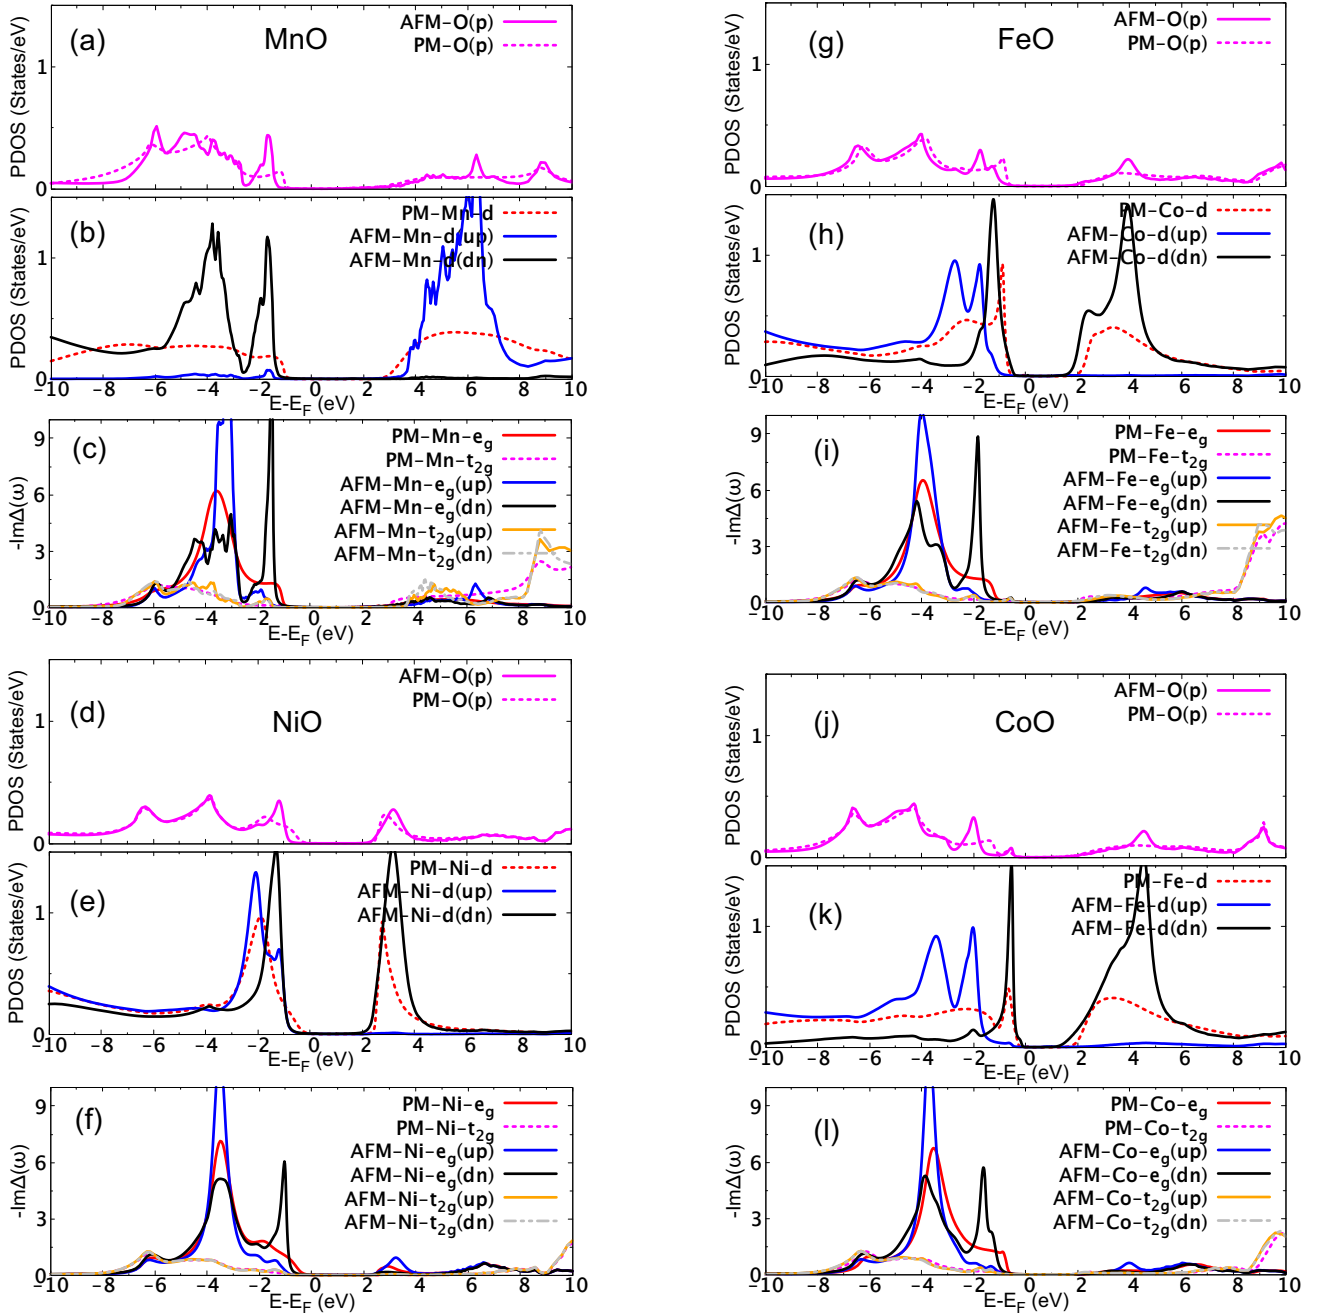 (a)
MnO
AFM-O(p)
PM-O(p)
PDOS (States/eV)
1
0
(b)
PM-Mn-d
AFM-Mn-d(up)
AFM-Mn-d(dn)
PDOS (States/eV)
1
0
-10 -8 -6 -4 -2 0 2 4 6 8 10
E-E_F (eV)
(c)
PM-Mn-e_g
PM-Mn-t_2g
AFM-Mn-e_g(up)
AFM-Mn-e_g(dn)
AFM-Mn-t_2g(up)
AFM-Mn-t_2g(dn)
-ImΔ(ω)
9
6
3
0
-10 -8 -6 -4 -2 0 2 4 6 8 10
E-E_F (eV)
(g)
FeO
AFM-O(p)
PM-O(p)
PDOS (States/eV)
1
0
(h)
PM-Co-d
AFM-Co-d(up)
AFM-Co-d(dn)
PDOS (States/eV)
1
0
-10 -8 -6 -4 -2 0 2 4 6 8 10
E-E_F (eV)
(i)
PM-Fe-e_g
PM-Fe-t_2g
AFM-Fe-e_g(up)
AFM-Fe-e_g(dn)
AFM-Fe-t_2g(up)
AFM-Fe-t_2g(dn)
-ImΔ(ω)
9
6
3
0
-10 -8 -6 -4 -2 0 2 4 6 8 10
E-E_F (eV)
(d)
NiO
AFM-O(p)
PM-O(p)
PDOS (States/eV)
1
0
(e)
PM-Ni-d
AFM-Ni-d(up)
AFM-Ni-d(dn)
PDOS (States/eV)
1
0
-10 -8 -6 -4 -2 0 2 4 6 8 10
E-E_F (eV)
(f)
PM-Ni-e_g
PM-Ni-t_2g
AFM-Ni-e_g(up)
AFM-Ni-e_g(dn)
AFM-Ni-t_2g(up)
AFM-Ni-t_2g(dn)
-ImΔ(ω)
9
6
3
0
-10 -8 -6 -4 -2 0 2 4 6 8 10
E-E_F (eV)
(j)
CoO
AFM-O(p)
PM-O(p)
PDOS (States/eV)
1
0
(k)
PM-Fe-d
AFM-Fe-d(up)
AFM-Fe-d(dn)
PDOS (States/eV)
1
0
-10 -8 -6 -4 -2 0 2 4 6 8 10
E-E_F (eV)
(l)
PM-Co-e_g
PM-Co-t_2g
AFM-Co-e_g(up)
AFM-Co-e_g(dn)
AFM-Co-t_2g(up)
AFM-Co-t_2g(dn)
-ImΔ(ω)
9
6
3
0
-10 -8 -6 -4 -2 0 2 4 6 8 10
E-E_F (eV)